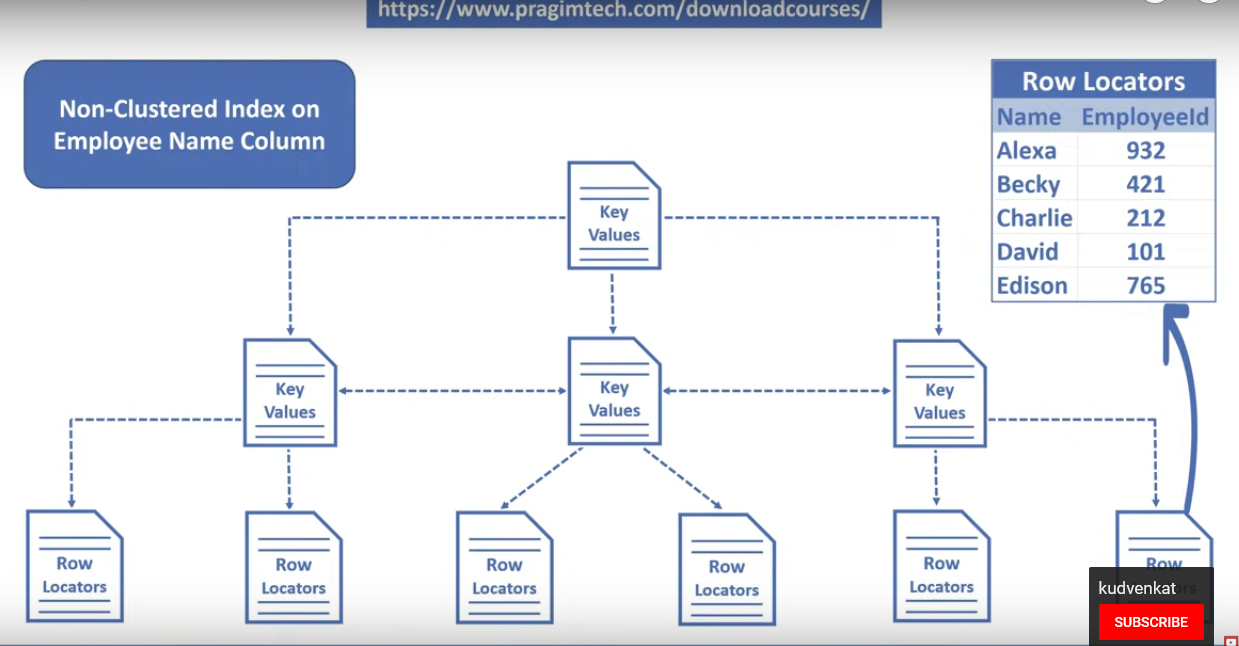 https://www.pragimtech.com/downloadcourses/
Non-Clustered Index on
Employee Name Column
Row Locators
Name EmployeeId
Alexa 932
Becky 421
Charlie 212
David 101
Edison 765
Key
Values
Key
Values
Key
Values
Key
Values
Row
Locators
Row
Locators
Row
Locators
Row
Locators
Row
Locators
Row
kudvenkat
SUBSCRIBE